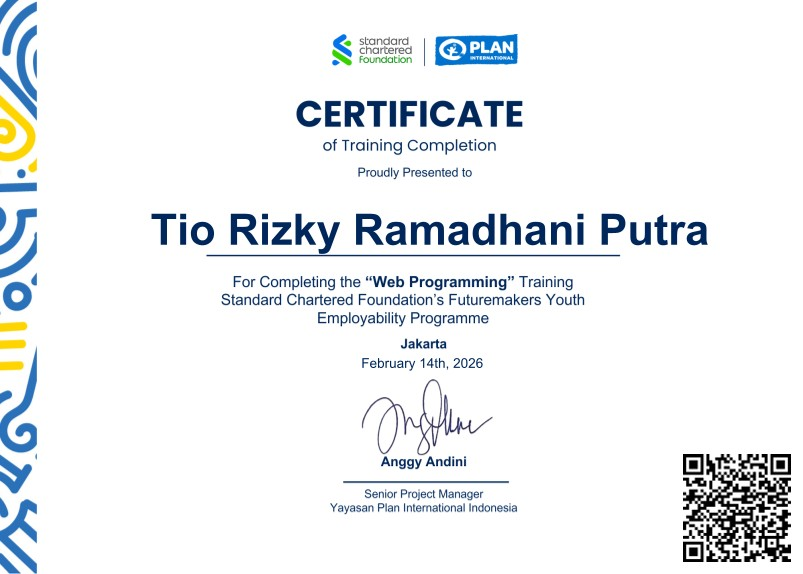 standard
chartered
foundation
PLAN
INTERNATIONAL
CERTIFICATE
of Training Completion
Proudly Presented to
Tio Rizky Ramadhani Putra
For Completing the “Web Programming” Training
Standard Chartered Foundation’s Futuremakers Youth
Employability Programme
Jakarta
February 14th, 2026
Anggy Andini
Senior Project Manager
Yayasan Plan International Indonesia